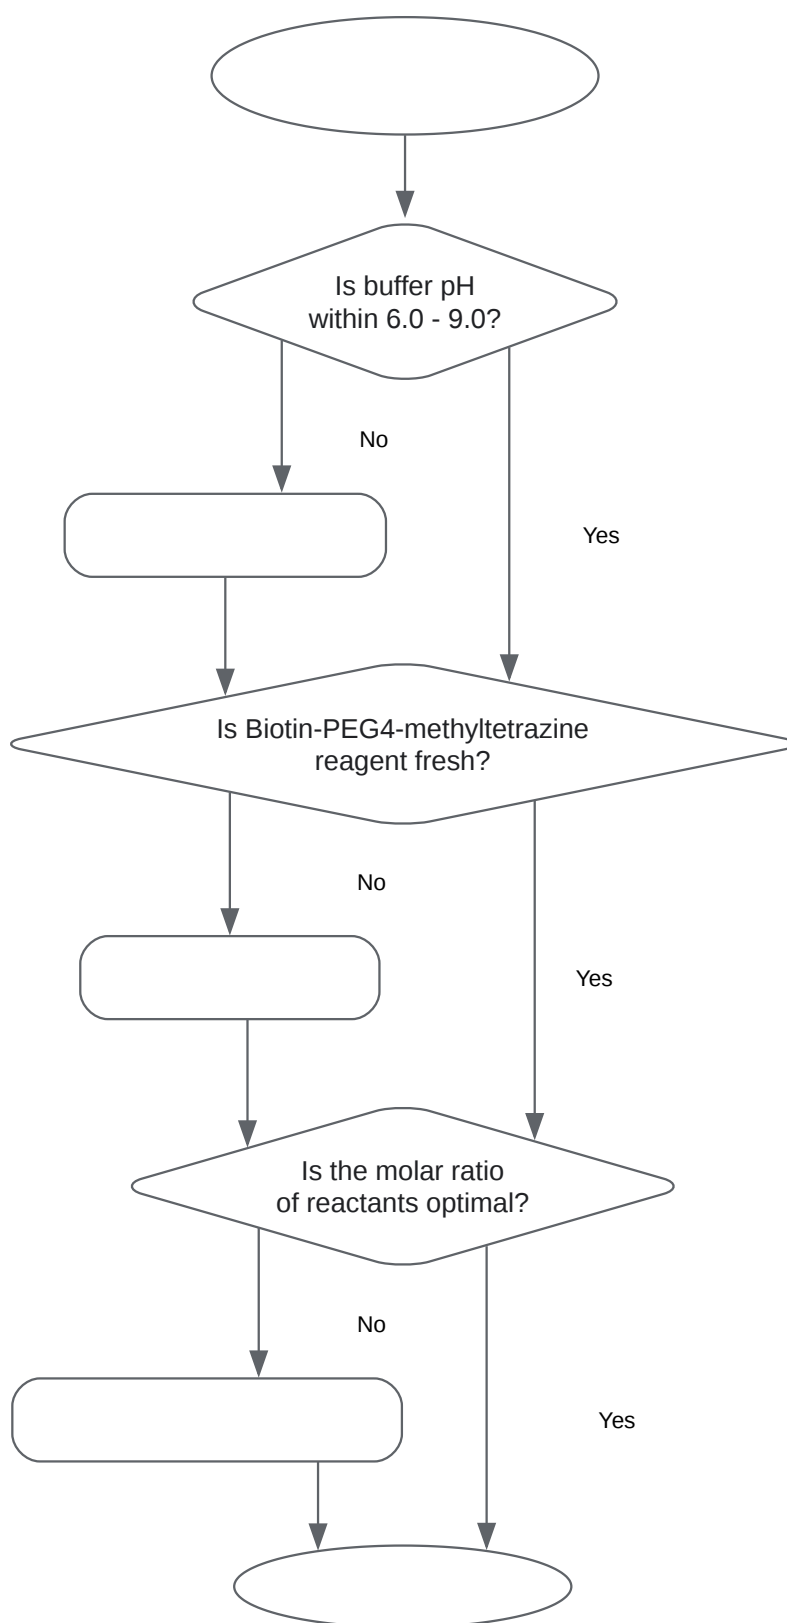 Is buffer pH
within 6.0 - 9.0?
No
Yes
Is Biotin-PEG4-methyltetrazine
reagent fresh?
No
Yes
Is the molar ratio
of reactants optimal?
No
Yes